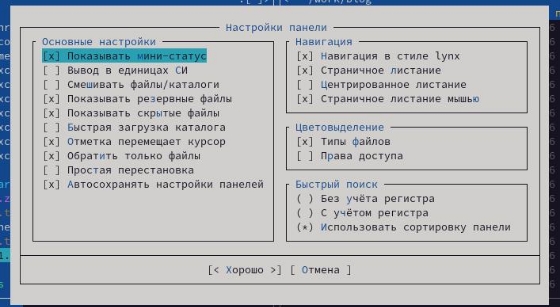 /work/blog
Настройки панели
Основные настройки
[x] Показывать мини-статус
[ ] Вывод в единицах СИ
[ ] Смешивать файлы/каталоги
[x] Показывать резервные файлы
[x] Показывать скрытые файлы
[ ] Быстрая загрузка каталога
[x] Отметка перемещает курсор
[x] Обратить только файлы
[ ] Простая перестановка
[x] Автосохранять настройки панелей
Навигация
[x] Навигация в стиле lynx
[x] Страничное листание
[ ] Центрированное листание
[x] Страничное листание мышью
Цветовыделение
[x] Типы файлов
[ ] Права доступа
Быстрый поиск
( ) Без учёта регистра
( ) С учётом регистра
(*) Использовать сортировку панели
[< Хорошо >] [ Отмена ]